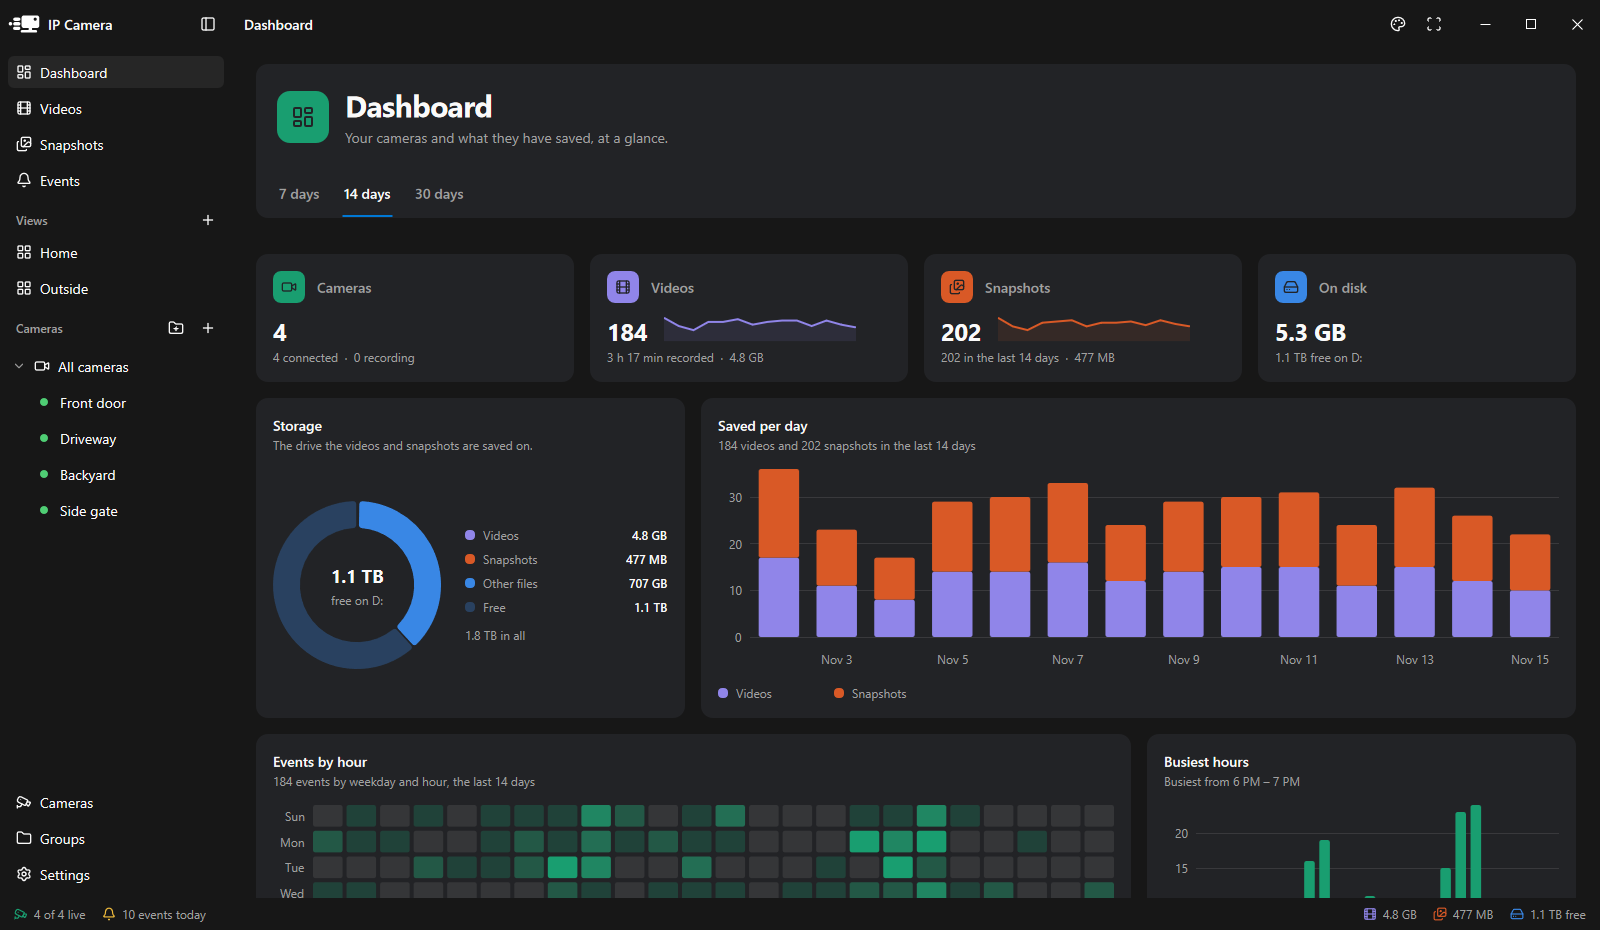 IP Camera
Dashboard
Dashboard
Videos
Snapshots
Events
Views
Home
Outside
Cameras
All cameras
Front door
Driveway
Backyard
Side gate
Cameras
Groups
Settings
Dashboard
Your cameras and what they have saved, at a glance.
7 days 14 days 30 days
Cameras
4
4 connected · 0 recording
Videos
184
3 h 17 min recorded · 4.8 GB
Snapshots
202
202 in the last 14 days · 477 MB
On disk
5.3 GB
1.1 TB free on D:
Storage
The drive the videos and snapshots are saved on.
1.1 TB
free on D:
Videos 4.8 GB
Snapshots 477 MB
Other files 707 GB
Free 1.1 TB
1.8 TB in all
Saved per day
184 videos and 202 snapshots in the last 14 days
30
20
10
0
Nov 3 Nov 5 Nov 7 Nov 9 Nov 11 Nov 13 Nov 15
Videos Snapshots
Events by hour
184 events by weekday and hour, the last 14 days
Sun
Mon
Tue
Wed
Busiest hours
Busiest from 6 PM – 7 PM
20
15
4 of 4 live 10 events today
4.8 GB 477 MB 1.1 TB free